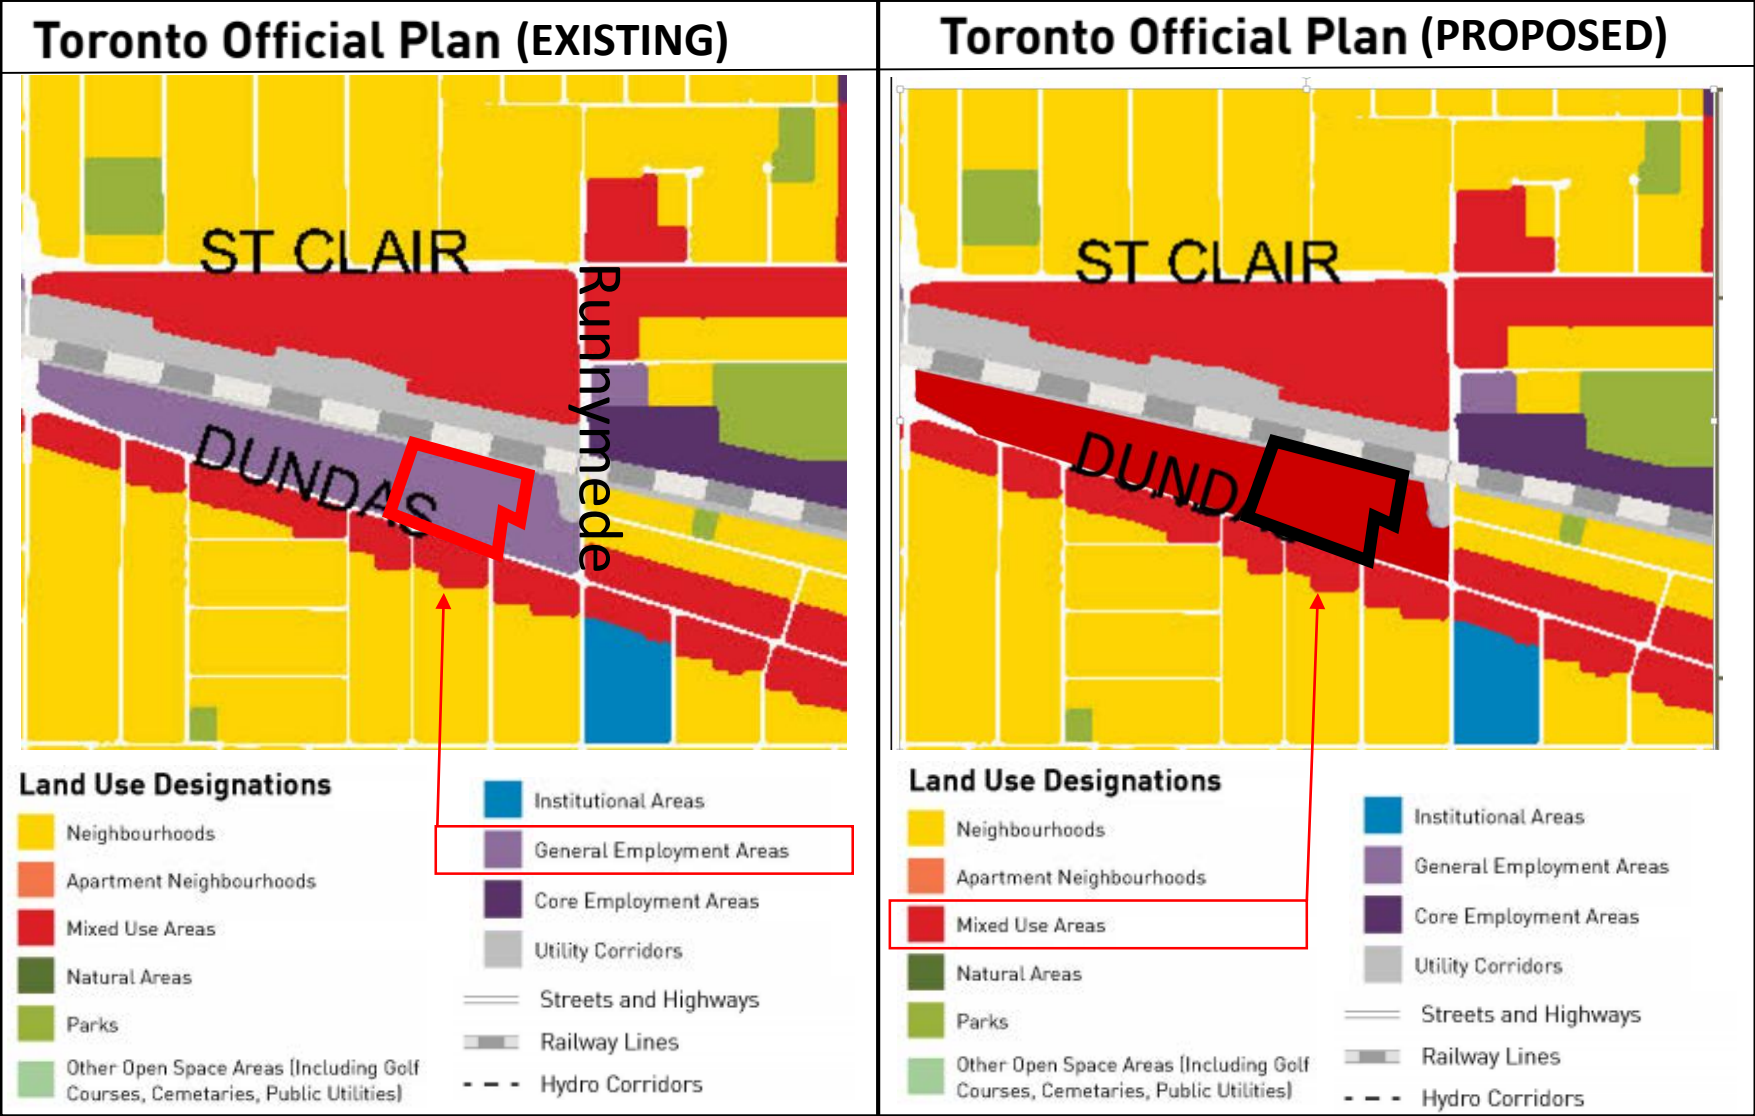 Toronto Official Plan (EXISTING)
ST CLAIR
Runnymede
DUNDAS
Land Use Designations
Neighbourhoods
Apartment Neighbourhoods
Mixed Use Areas
Natural Areas
Parks
Other Open Space Areas (Including Golf
Courses, Cemetaries, Public Utilities)
Institutional Areas
General Employment Areas
Core Employment Areas
Utility Corridors
Streets and Highways
Railway Lines
Hydro Corridors
Toronto Official Plan (PROPOSED)
ST CLAIR
DUNDAS
Land Use Designations
Neighbourhoods
Apartment Neighbourhoods
Mixed Use Areas
Natural Areas
Parks
Other Open Space Areas (Including Golf
Courses, Cemetaries, Public Utilities)
Institutional Areas
General Employment Areas
Core Employment Areas
Utility Corridors
Streets and Highways
Railway Lines
Hydro Corridors